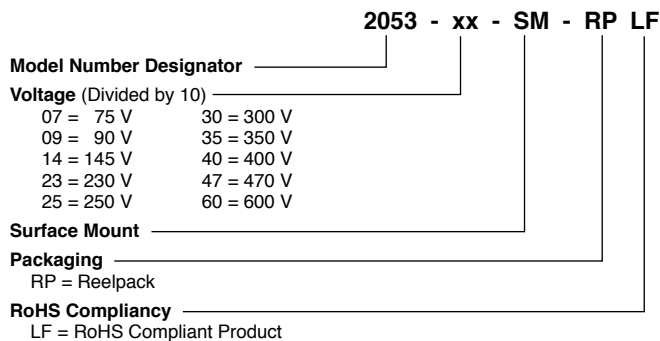 2053 - xx - SM - RP LF
Model Number Designator
Voltage (Divided by 10)
07 = 75 V 30 = 300 V
09 = 90 V 35 = 350 V
14 = 145 V 40 = 400 V
23 = 230 V 47 = 470 V
25 = 250 V 60 = 600 V
Surface Mount
Packaging
RP = Reelpack
RoHS Compliancy
LF = RoHS Compliant Product